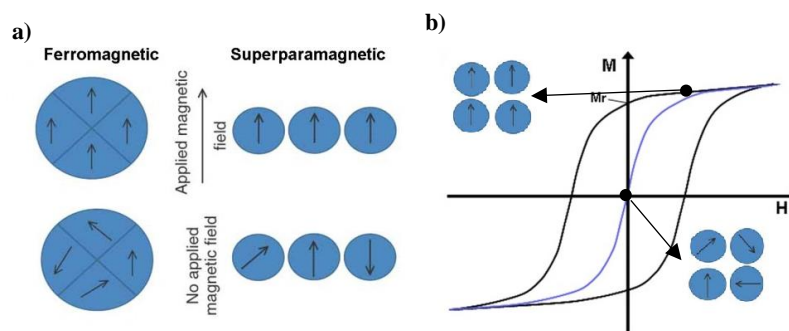 a)
Ferromagnetic
Superparamagnetic
Applied magnetic
field
No applied
magnetic field
b)
M
Mr
H